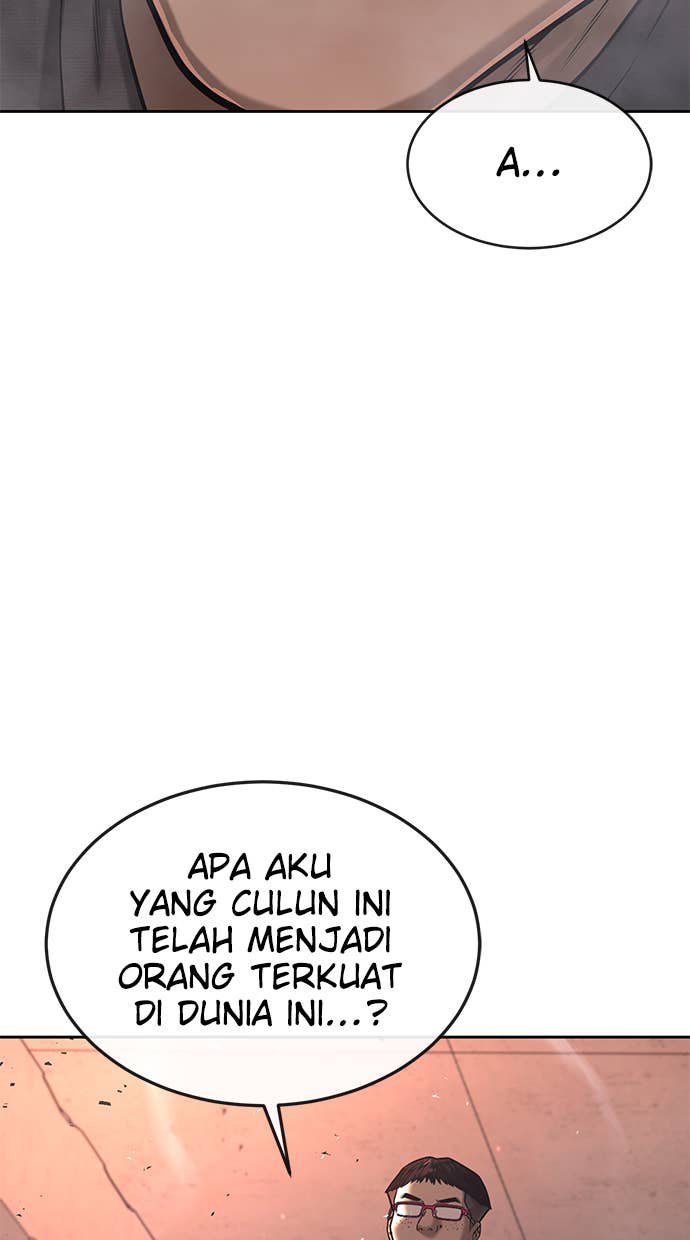 A...
APA AKU
YANG CULUN INI
TELAH MENJADI
ORANG TERKUAT
DI DUNIA INI...?